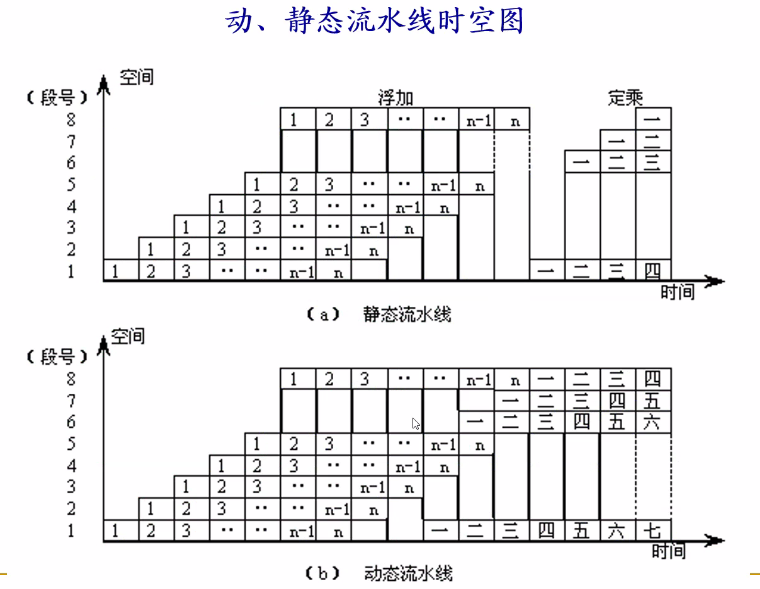 动、静态流水线时空图
空间
(段号) 浮加 定乘
8 1 2 3 ·· ·· n-1 n 一
7 一 二
6 一 二 三
5 1 2 3 ·· ·· n-1 n
4 1 2 3 ·· ·· n-1 n
3 1 2 3 ·· ·· n-1 n
2 1 2 3 ·· ·· n-1 n
1 1 2 3 ·· ·· n-1 n 一 二 三 四
时间
(a) 静态流水线
空间
(段号)
8 1 2 3 ·· ·· n-1 n 一 二 三 四
7 一 二 三 四 五
6 一 二 三 四 五 六
5 1 2 3 ·· ·· n-1 n
4 1 2 3 ·· ·· n-1 n
3 1 2 3 ·· ·· n-1 n
2 1 2 3 ·· ·· n-1 n
1 1 2 3 ·· ·· n-1 n 一 二 三 四 五 六 七
时间
(b) 动态流水线